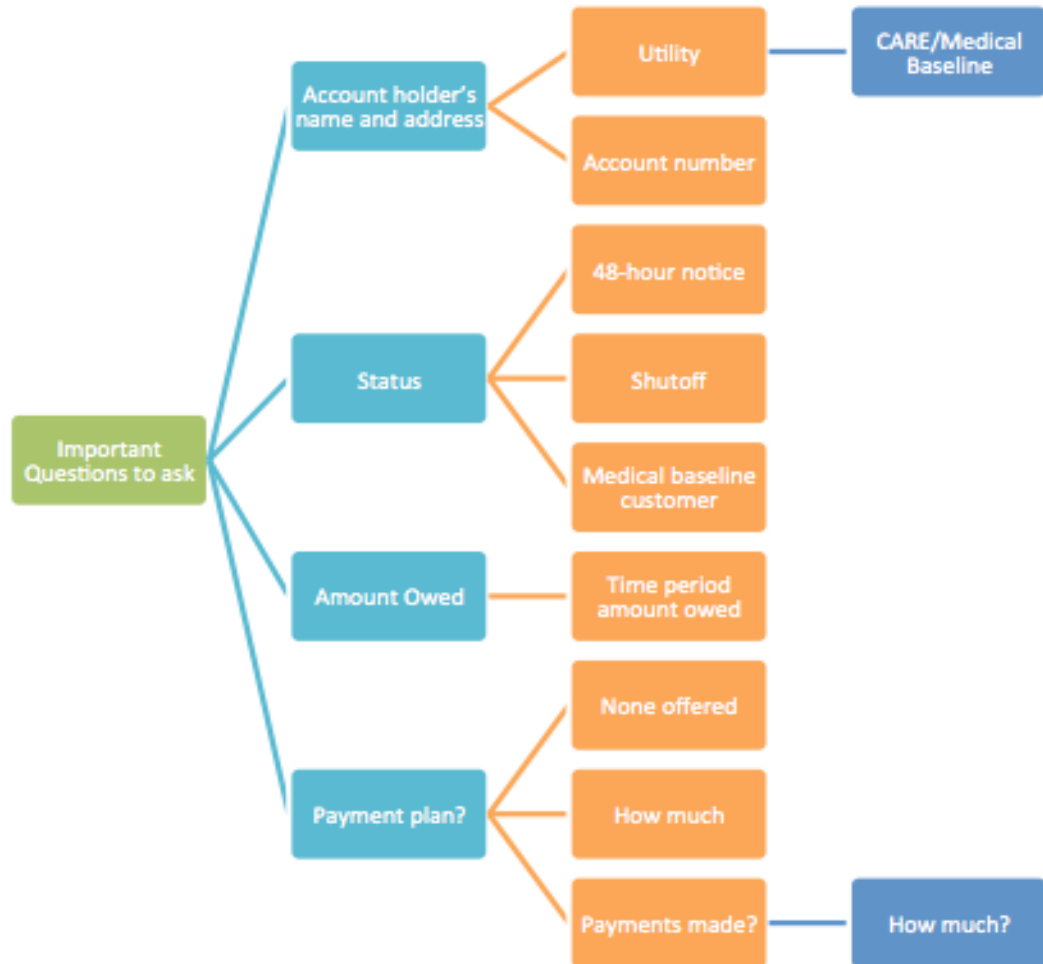 Utility
CARE/Medical
Baseline
Account holder's
name and address
Account number
48-hour notice
Status
Shutoff
Important
Questions to ask
Medical baseline
customer
Amount Owed
Time period
amount owed
None offered
Payment plan?
How much
Payments made?
How much?